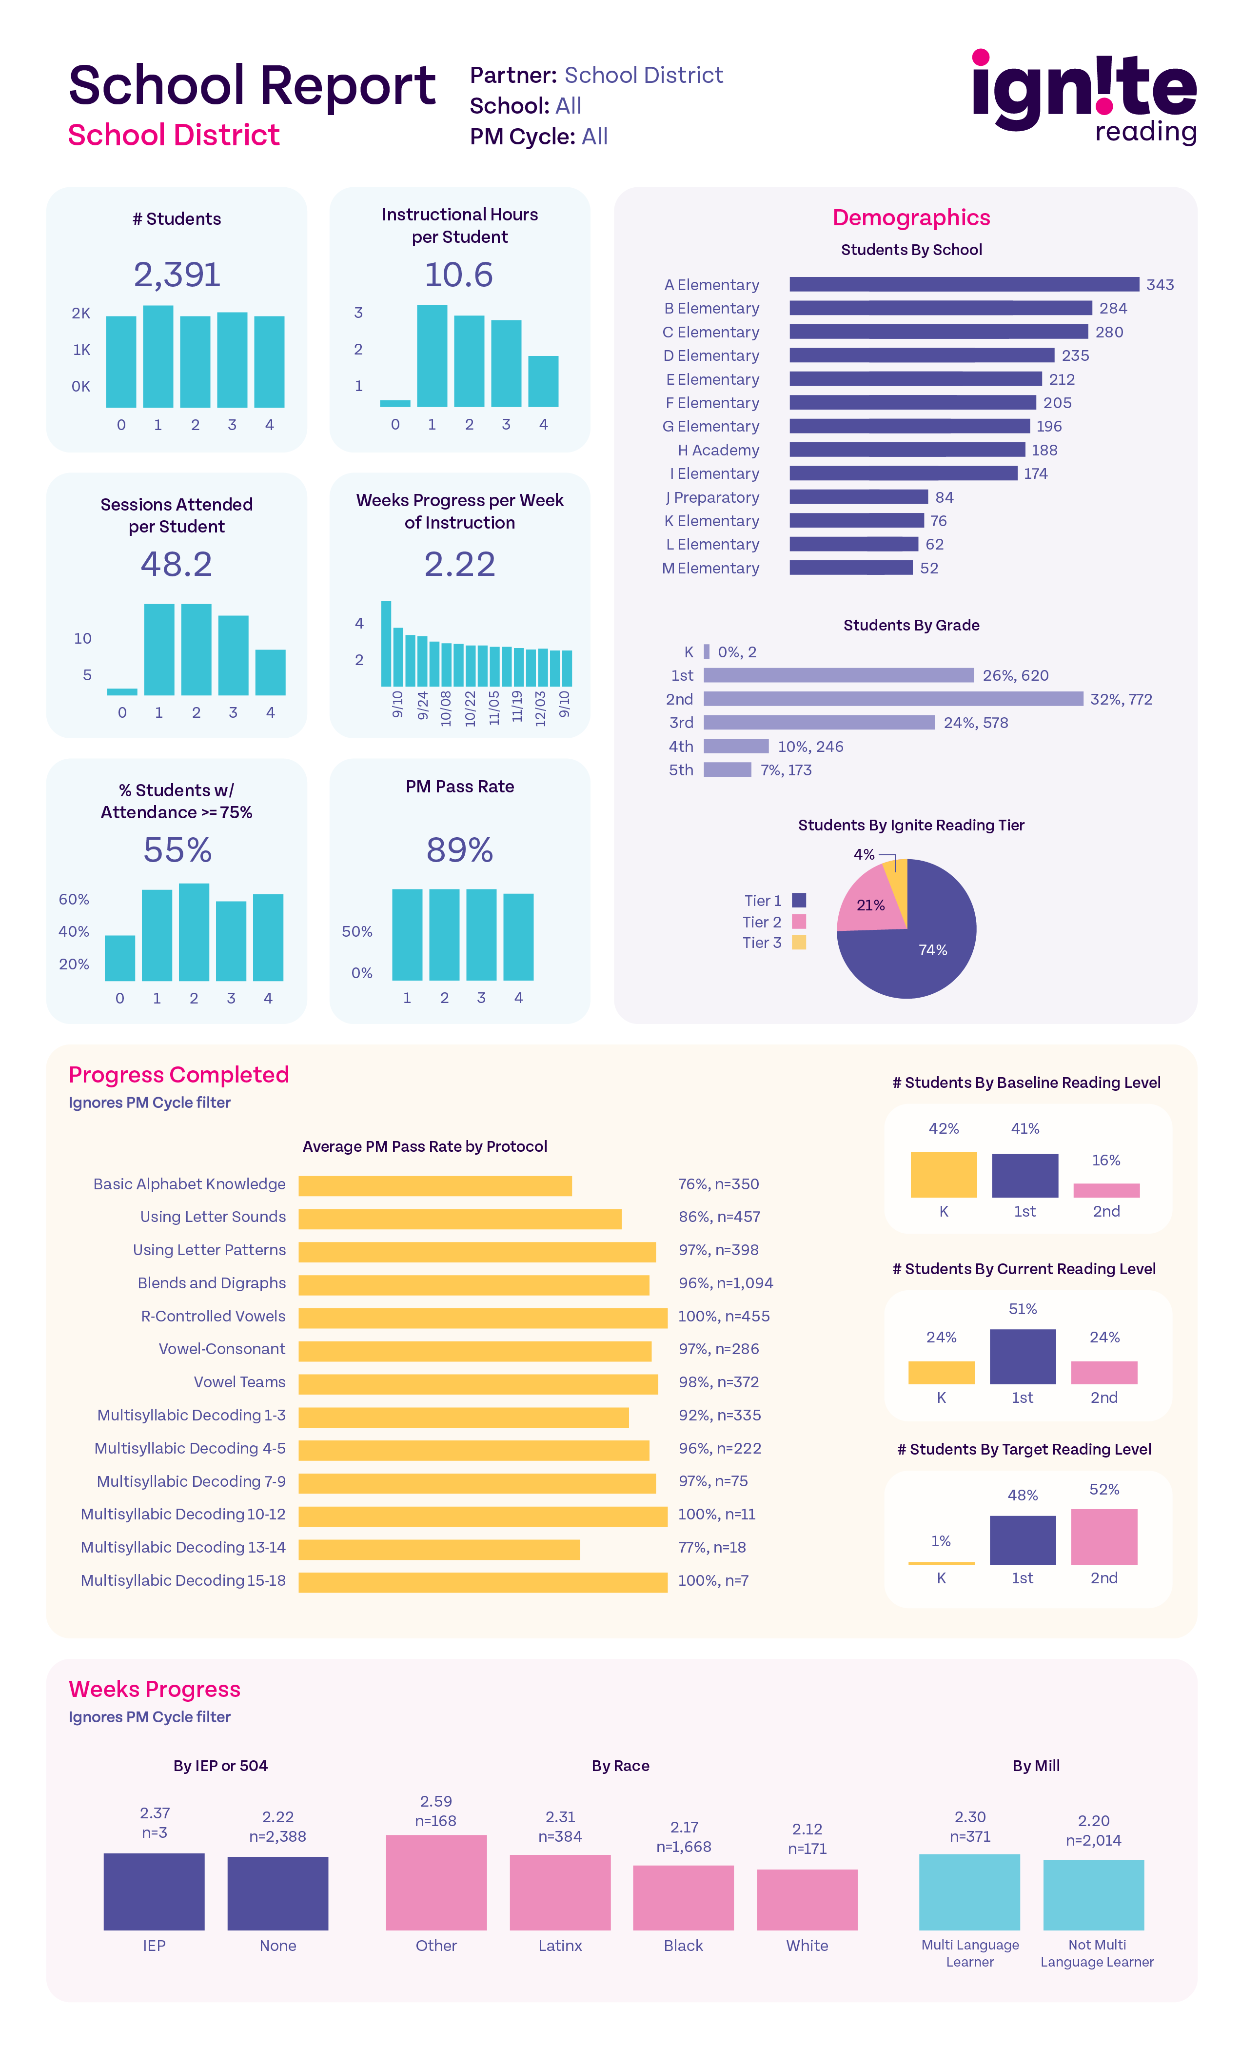 School Report
School District
Partner: School District
School: All
PM Cycle: All
ign!te
reading
# Students
2,391
2K
1K
0K
0 1 2 3 4
Instructional Hours
per Student
10.6
3
2
1
0 1 2 3 4
Sessions Attended
per Student
48.2
10
5
0 1 2 3 4
Weeks Progress per Week
of Instruction
2.22
4
2
9/10 9/24 10/08 10/22 11/05 11/19 12/03 9/10
% Students w/
Attendance >= 75%
55%
60%
40%
20%
0 1 2 3 4
PM Pass Rate
89%
50%
0%
1 2 3 4
Demographics
Students By School
A Elementary 343
B Elementary 284
C Elementary 280
D Elementary 235
E Elementary 212
F Elementary 205
G Elementary 196
H Academy 188
I Elementary 174
J Preparatory 84
K Elementary 76
L Elementary 62
M Elementary 52
Students By Grade
K 0%, 2
1st 26%, 620
2nd 32%, 772
3rd 24%, 578
4th 10%, 246
5th 7%, 173
Students By Ignite Reading Tier
4%
Tier 1
Tier 2
Tier 3
21%
74%
Progress Completed
Ignores PM Cycle filter
Average PM Pass Rate by Protocol
Basic Alphabet Knowledge 76%, n=350
Using Letter Sounds 86%, n=457
Using Letter Patterns 97%, n=398
Blends and Digraphs 96%, n=1,094
R-Controlled Vowels 100%, n=455
Vowel-Consonant 97%, n=286
Vowel Teams 98%, n=372
Multisyllabic Decoding 1-3 92%, n=335
Multisyllabic Decoding 4-5 96%, n=222
Multisyllabic Decoding 7-9 97%, n=75
Multisyllabic Decoding 10-12 100%, n=11
Multisyllabic Decoding 13-14 77%, n=18
Multisyllabic Decoding 15-18 100%, n=7
# Students By Baseline Reading Level
42% 41% 16%
K 1st 2nd
# Students By Current Reading Level
24% 51% 24%
K 1st 2nd
# Students By Target Reading Level
1% 48% 52%
K 1st 2nd
Weeks Progress
Ignores PM Cycle filter
By IEP or 504
2.37 2.22
n=3 n=2,388
IEP None
By Race
2.59 2.31 2.17 2.12
n=168 n=384 n=1,668 n=171
Other Latinx Black White
By Mill
2.30 2.20
n=371 n=2,014
Multi Language Not Multi
Learner Language Learner